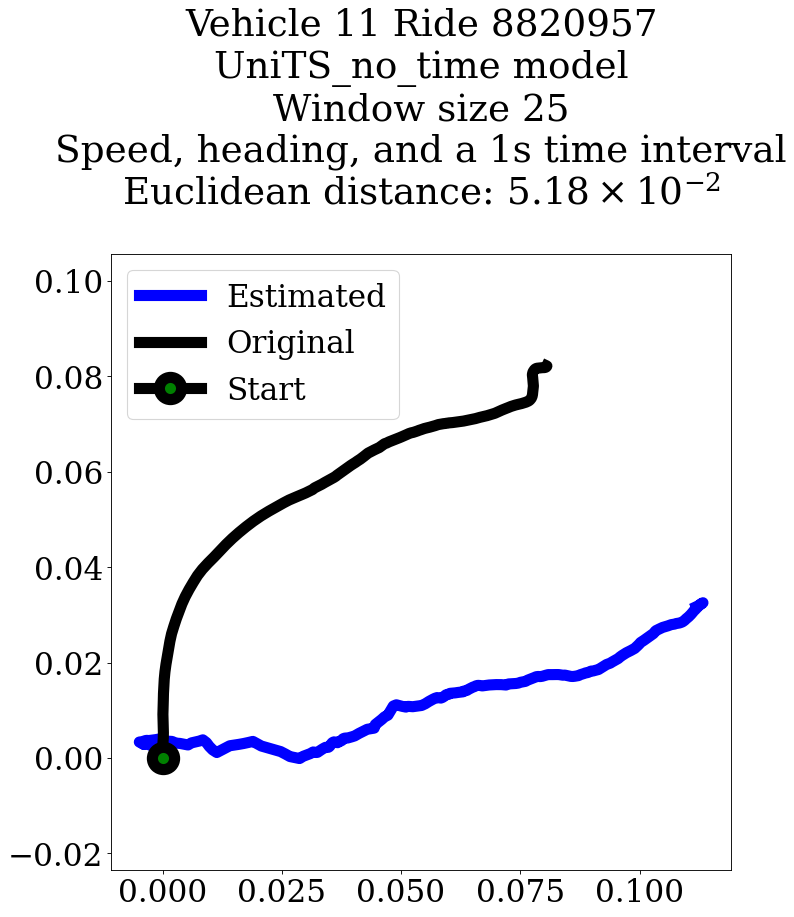 Vehicle 11 Ride 8820957
UniTS_no_time model
Window size 25
Speed, heading, and a 1s time interval
Euclidean distance: 5.18 × 10⁻²
Estimated
Original
Start
0.10
0.08
0.06
0.04
0.02
0.00
−0.02
0.000 0.025 0.050 0.075 0.100